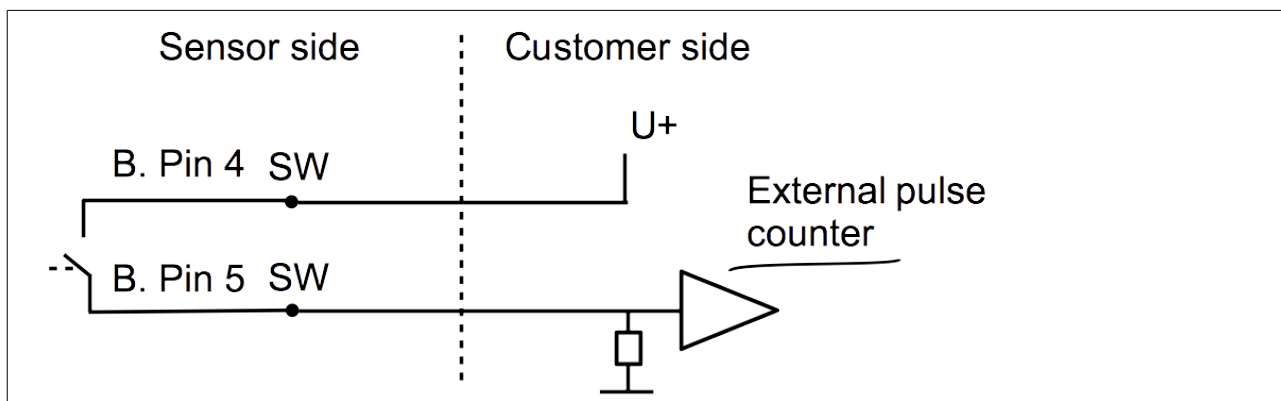 Sensor side
Customer side
U+
B. Pin 4 SW
External pulse
counter
B. Pin 5 SW